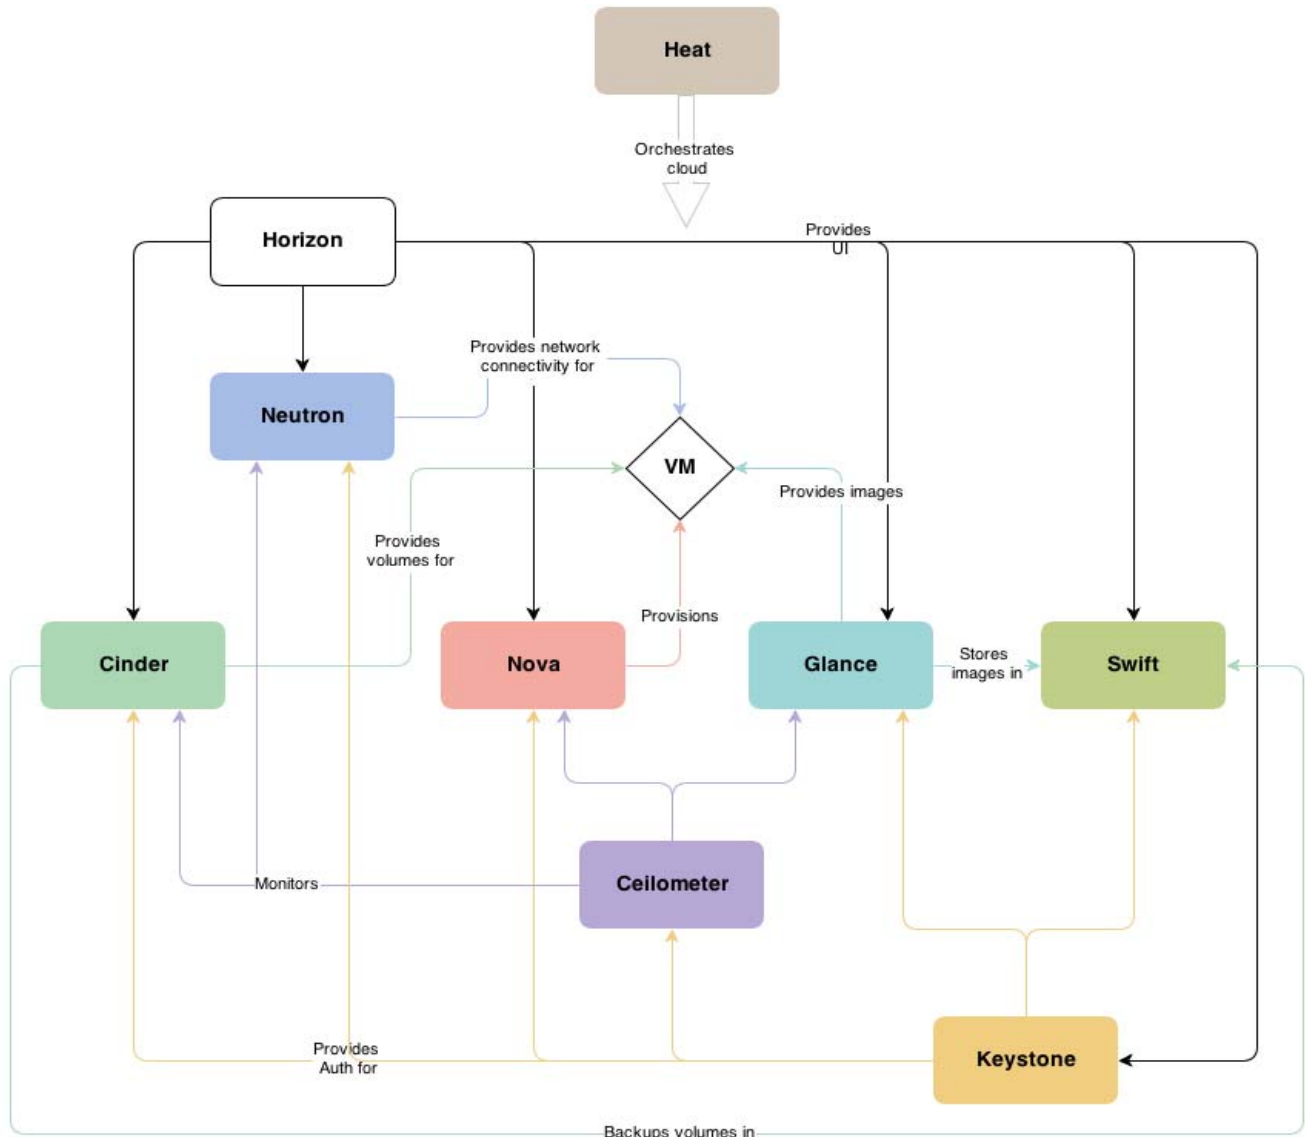 Heat
Orchestrates
cloud
Horizon
Provides
UI
Provides network
connectivity for
Neutron
VM
Provides images
Provides
volumes for
Provisions
Cinder
Nova
Glance
Stores
images in
Swift
Monitors
Ceilometer
Provides
Auth for
Keystone
Backups volumes in